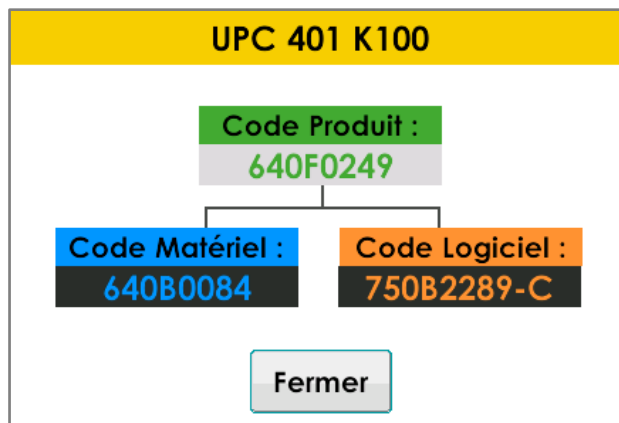 UPC 401 K100
Code Produit :
640F0249
Code Matériel :
640B0084
Code Logiciel :
750B2289-C
Fermer